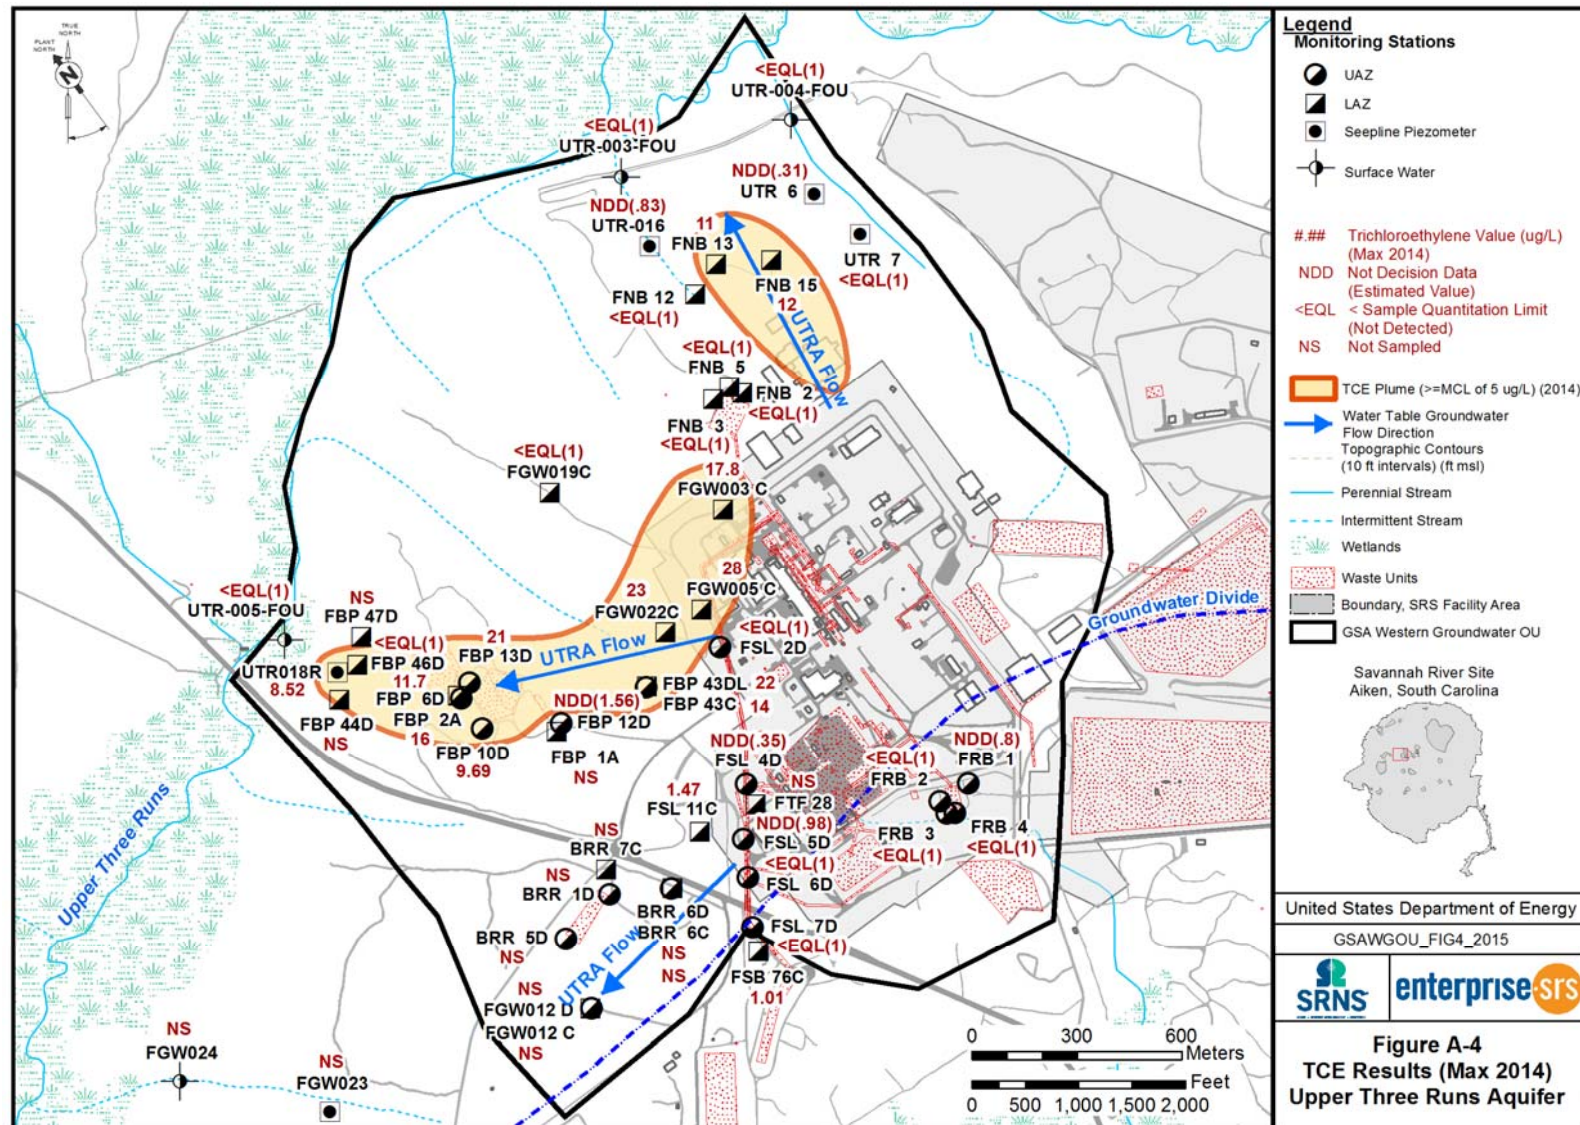 TRUE
NORTH
PLANT
NORTH
N
<EQL(1)
UTR-004-FOU
<EQL(1)
UTR-003-FOU
NDD(.31)
UTR 6
NDD(.83)
UTR-016
11
FNB 13
UTR 7
<EQL(1)
FNB 15
12
FNB 12
<EQL(1)
UTRA Flow
<EQL(1)
FNB 5
FNB 2
<EQL(1)
FNB 3
<EQL(1)
<EQL(1)
FGW019C
17.8
FGW003 C
28
FGW005 C
23
FGW022C
Groundwater Divide
<EQL(1)
UTR-005-FOU
NS
FBP 47D
<EQL(1)
FBP 46D
UTR018R
8.52
21
FBP 13D
UTRA Flow
<EQL(1)
FSL 2D
11.7
FBP 6D
FBP 2A
16
FBP 44D
NS
FBP 10D
9.69
NDD(1.56)
FBP 12D
FBP 1A
NS
FBP 43DL
22
FBP 43C
14
NDD(.35)
FSL 4D
NS
FTF 28
<EQL(1)
FRB 2
NDD(.8)
FRB 1
1.47
FSL 11C
NDD(.98)
FSL 5D
FRB 3
<EQL(1)
FRB 4
<EQL(1)
<EQL(1)
FSL 6D
NS
BRR 7C
NS
BRR 1D
BRR 6D
BRR 6C
NS
NS
BRR 5D
NS
UTRA Flow
FSL 7D
<EQL(1)
FSB 76C
1.01
NS
FGW012 D
FGW012 C
NS
Upper Three Runs
NS
FGW024
NS
FGW023
0 300 600
Meters
Feet
0 500 1,000 1,500 2,000
Legend
Monitoring Stations
UAZ
LAZ
Seepline Piezometer
Surface Water
#.## Trichloroethylene Value (ug/L)
(Max 2014)
NDD Not Decision Data
(Estimated Value)
<EQL < Sample Quantitation Limit
(Not Detected)
NS Not Sampled
TCE Plume (>=MCL of 5 ug/L) (2014)
Water Table Groundwater
Flow Direction
Topographic Contours
(10 ft intervals) (ft msl)
Perennial Stream
Intermittent Stream
Wetlands
Waste Units
Boundary, SRS Facility Area
GSA Western Groundwater OU
Savannah River Site
Aiken, South Carolina
United States Department of Energy
GSAWGOU_FIG4_2015
SRNS
enterprise srs
Figure A-4
TCE Results (Max 2014)
Upper Three Runs Aquifer